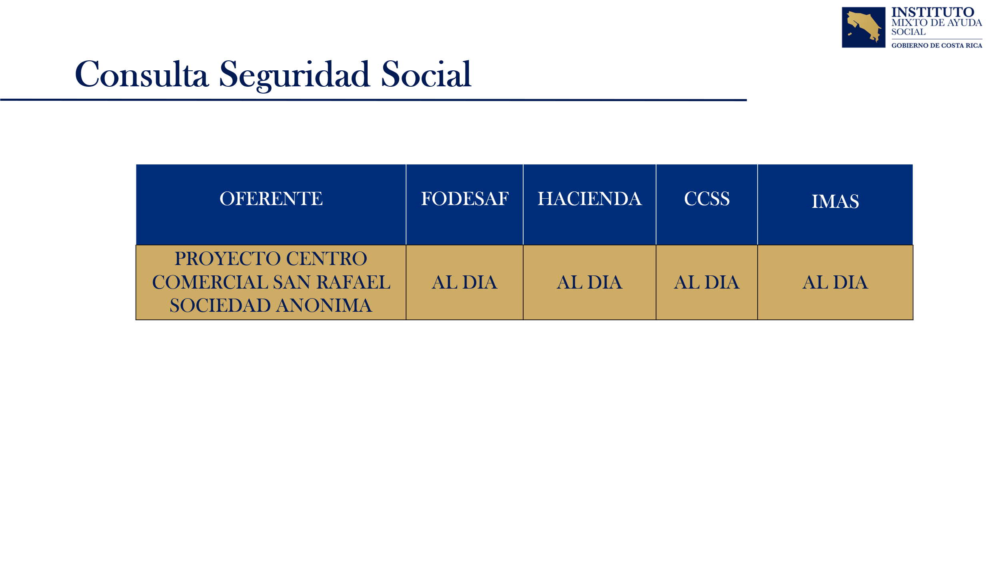 INSTITUTO
MIXTO DE AYUDA
SOCIAL
GOBIERNO DE COSTA RICA
Consulta Seguridad Social
OFERENTE FODESAF HACIENDA CCSS IMAS
PROYECTO CENTRO
COMERCIAL SAN RAFAEL
SOCIEDAD ANONIMA
AL DIA AL DIA AL DIA AL DIA